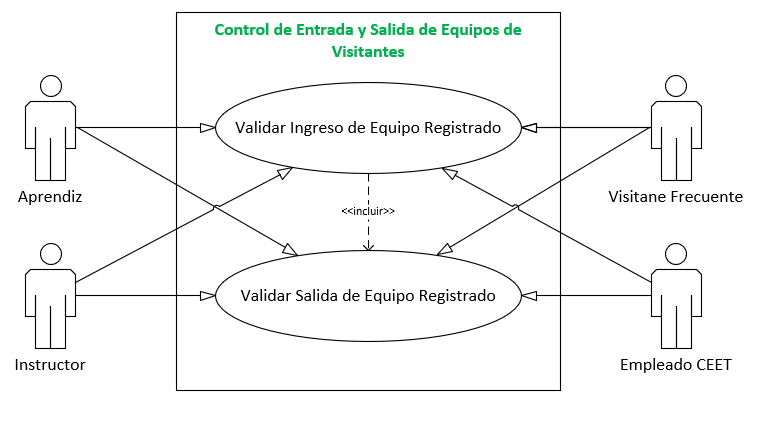 Control de Entrada y Salida de Equipos de
Visitantes
Validar Ingreso de Equipo Registrado
Aprendiz
Visitane Frecuente
<<incluir>>
Validar Salida de Equipo Registrado
Instructor
Empleado CEET